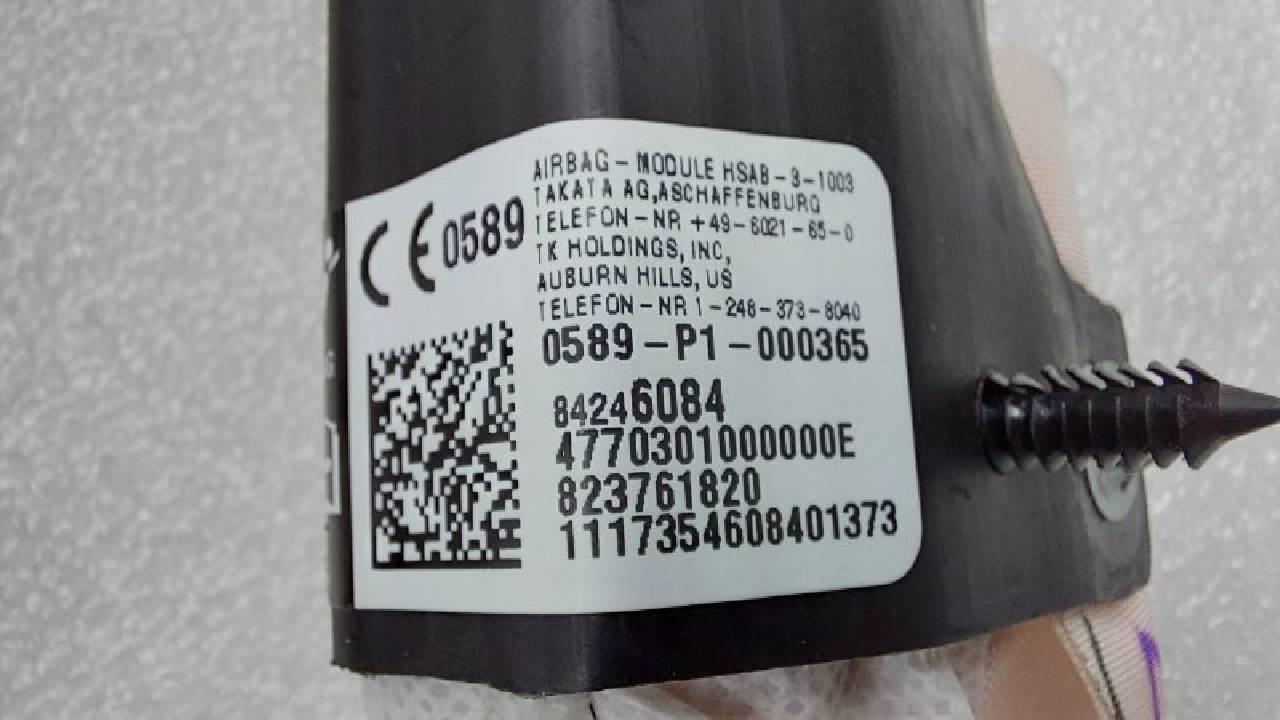 AIRBAG - MODULE HSAB - 3 - 1003
TAKATA AG,ASCHAFFENBURG
TELEFON - NR +49 - 6021 - 65 - 0
TK HOLDINGS, INC,
AUBURN HILLS, US
TELEFON - NR 1 - 248 - 373 - 8040
CE 0589
0589 - P1 - 000365
84246084
4770301000000E
823761820
1117354608401373